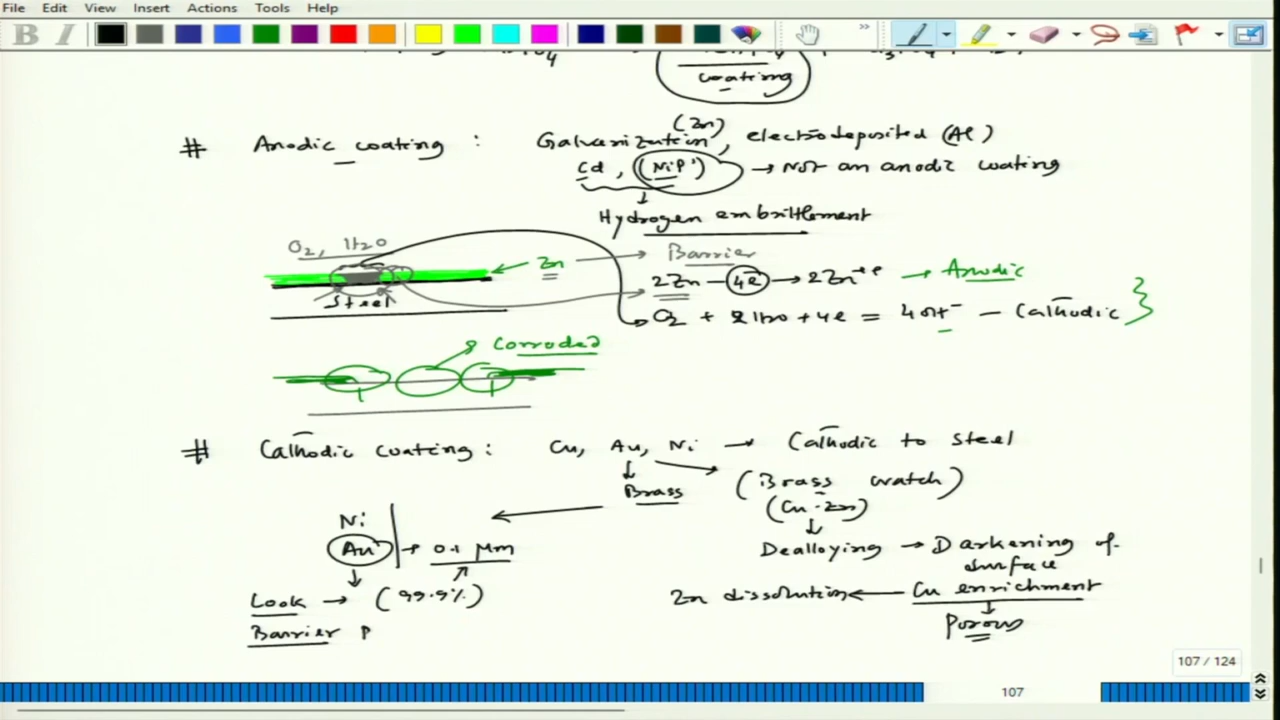 File Edit View Insert Actions Tools Help
B I
coating
# Anodic coating : Galvanization (Zn), electrodeposited (Al)
Cd, (NiP) → Not an anodic coating
Hydrogen embrittlement
O2, H2O
Zn → Barrier
Steel
2Zn - 4e → 2Zn++ → Anodic
O2 + 2H2O + 4e = 4OH- - Cathodic
Corroded
# Cathodic coating : Cu, Au, Ni → Cathodic to steel
Brass (Brass watch)
(Cu-Zn)
Ni
Au → 0.1 μm
Dealloying → Darkening of surface
Look → (99.9%)
Zn dissolution ← Cu enrichment
Barrier P
Porous
107 / 124
107